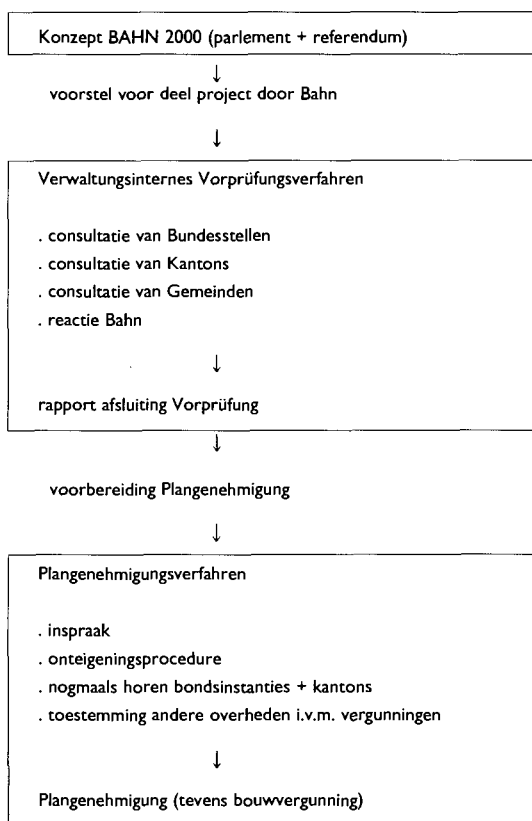 Konzept BAHN 2000 (parlement + referendum)
↓
voorstel voor deel project door Bahn
↓
Verwaltungsinternes Vorprüfungsverfahren
. consultatie van Bundesstellen
. consultatie van Kantons
. consultatie van Gemeinden
. reactie Bahn
↓
rapport afsluiting Vorprüfung
↓
voorbereiding Plangenehmigung
↓
Plangenehmigungsverfahren
. inspraak
. onteigeningsprocedure
. nogmaals horen bondsinstanties + kantons
. toestemming andere overheden i.v.m. vergunningen
↓
Plangenehmigung (tevens bouwvergunning)